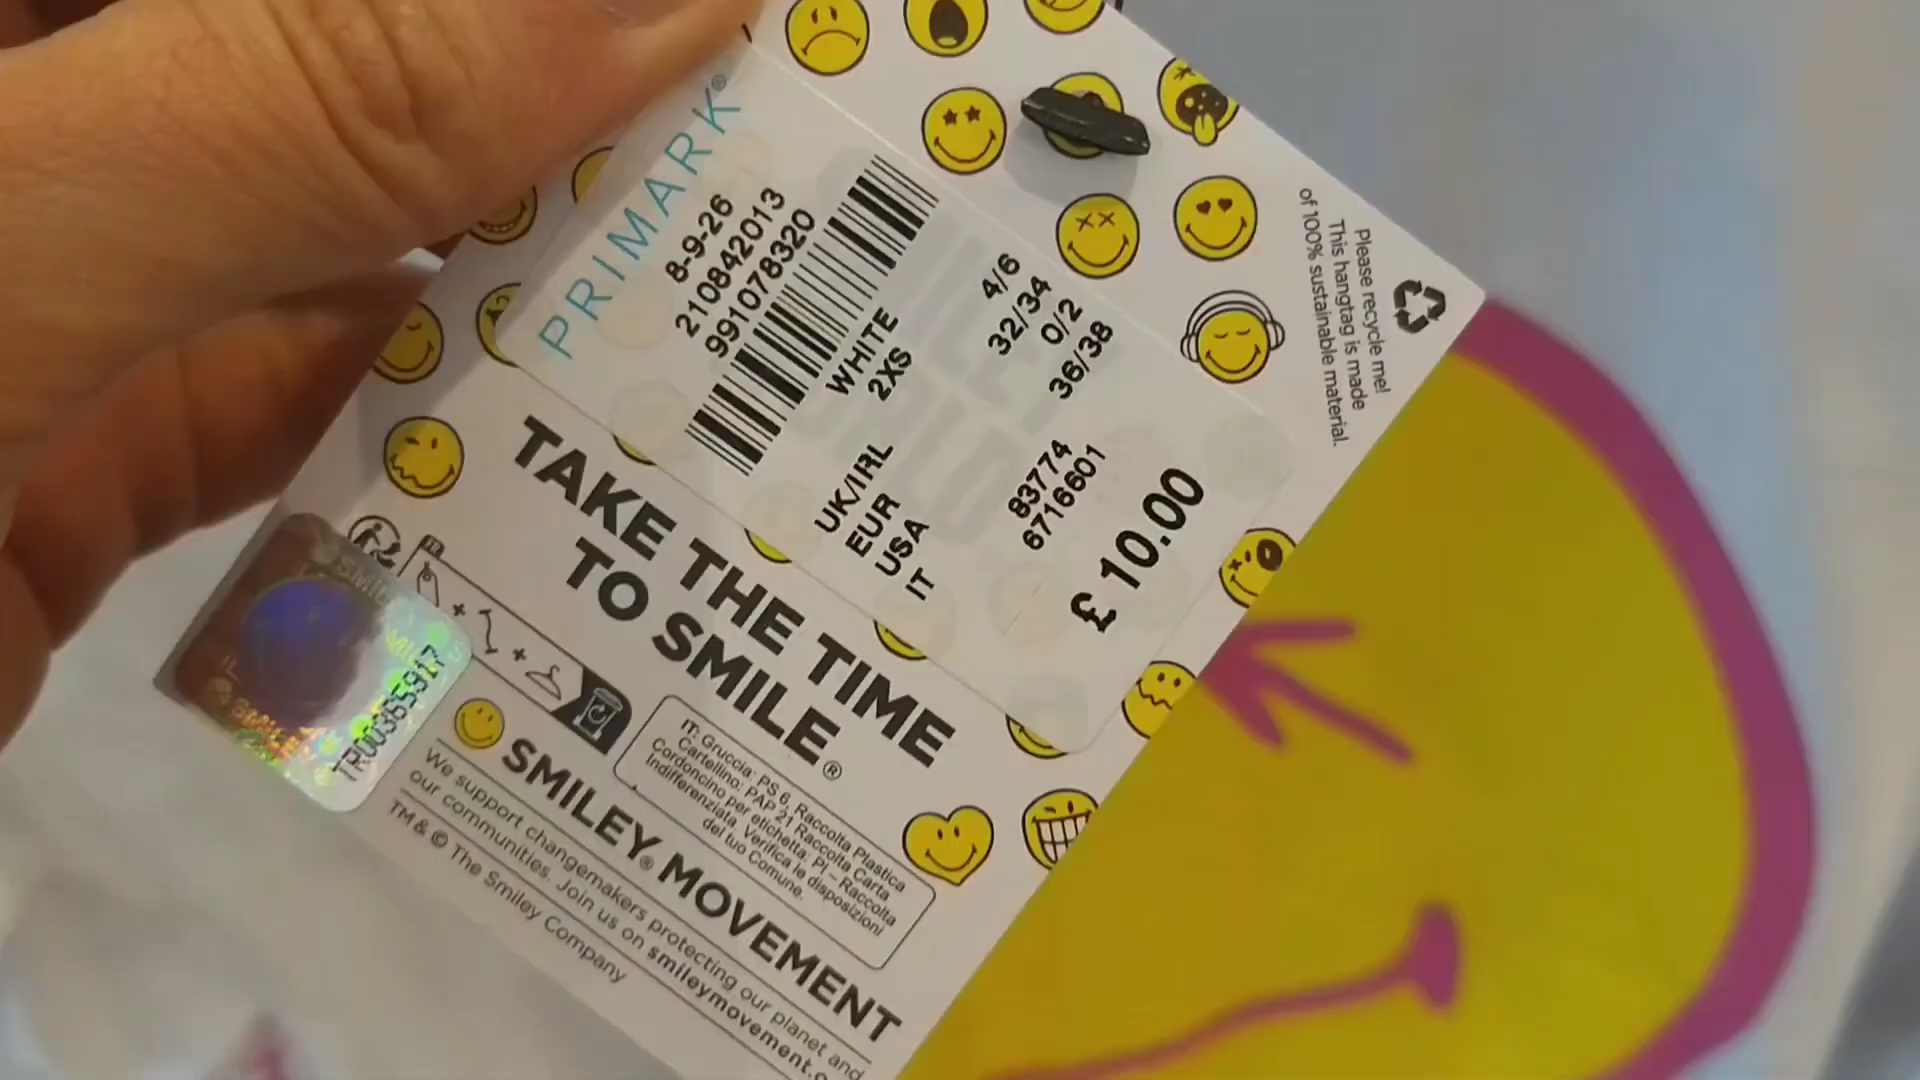 PRIMARK®
8-9-26
210842013
991078320
WHITE
2XS
UK/IRL 4/6
EUR 32/34
USA 0/2
IT 36/38
83774
6716601
£10.00
Please recycle me!
This hangtag is made
of 100% sustainable material.
TAKE THE TIME
TO SMILE®
TR00365917
IT: Gruccia: PS 6, Raccolta Plastica
Cartellino: PAP 21 Raccolta Carta
Cordoncino per etichetta: PI – Raccolta
Indifferenziata. Verifica le disposizioni
del tuo Comune.
SMILEY® MOVEMENT
We support changemakers protecting our planet and
our communities. Join us on smileymovement.o
TM & © The Smiley Company